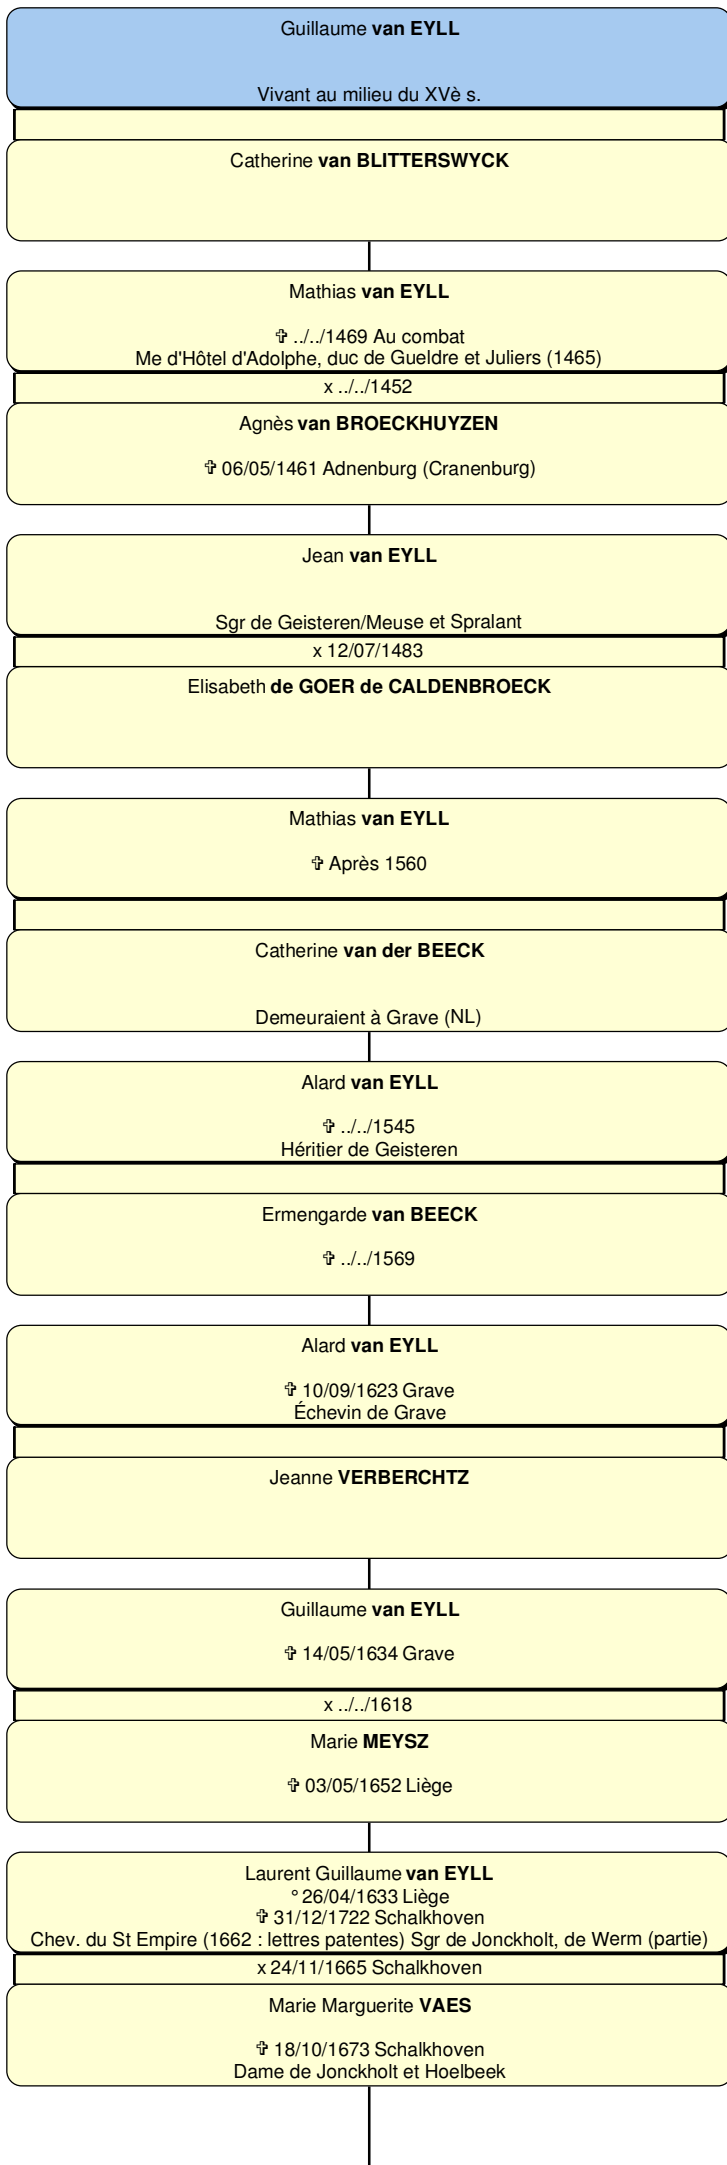 Guillaume van EYLL
Vivant au milieu du XVè s.
Catherine van BLITTERSWYCK
Mathias van EYLL
✞ ../../1469 Au combat
Me d'Hôtel d'Adolphe, duc de Gueldre et Juliers (1465)
x ../../1452
Agnès van BROECKHUYZEN
✞ 06/05/1461 Adnenburg (Cranenburg)
Jean van EYLL
Sgr de Geisteren/Meuse et Spralant
x 12/07/1483
Elisabeth de GOER de CALDENBROECK
Mathias van EYLL
✞ Après 1560
Catherine van der BEECK
Demeuraient à Grave (NL)
Alard van EYLL
✞ ../../1545
Héritier de Geisteren
Ermengarde van BEECK
✞ ../../1569
Alard van EYLL
✞ 10/09/1623 Grave
Échevin de Grave
Jeanne VERBERCHTZ
Guillaume van EYLL
✞ 14/05/1634 Grave
x ../../1618
Marie MEYSZ
✞ 03/05/1652 Liège
Laurent Guillaume van EYLL
° 26/04/1633 Liège
✞ 31/12/1722 Schalkhoven
Chev. du St Empire (1662 : lettres patentes) Sgr de Jonckholt, de Werm (partie)
x 24/11/1665 Schalkhoven
Marie Marguerite VAES
✞ 18/10/1673 Schalkhoven
Dame de Jonckholt et Hoelbeek